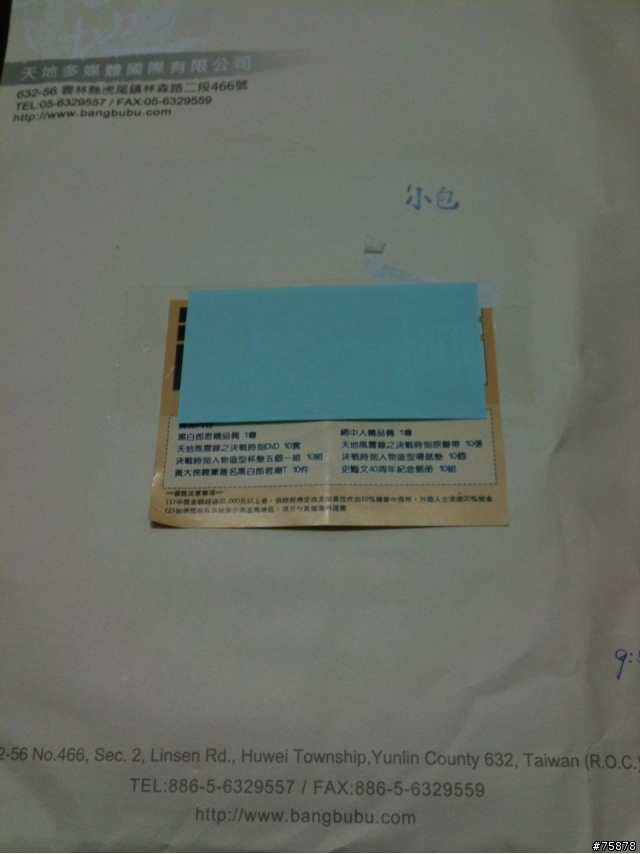 天地多媒體國際有限公司
632-56 雲林縣虎尾鎮林森路二段466號
TEL:05-6329557 / FAX:05-6329559
http://www.bangbubu.com
小包
黑白郎君精品偶 1尊
網中人精品偶 1尊
天地風雲錄之決戰時刻DVD 10套
天地風雲錄之決戰時刻原聲帶 10張
決戰時刻人物造型杯墊五個一組 10組
決戰時刻人物造型滑鼠墊 10個
黃大俠親筆簽名黑白郎君潮T 10件
史豔文40周年紀念郵冊 10組
2-56 No.466, Sec. 2, Linsen Rd., Huwei Township,Yunlin County 632, Taiwan (R.O.C.)
TEL:886-5-6329557 / FAX:886-5-6329559
http://www.bangbubu.com
#75878